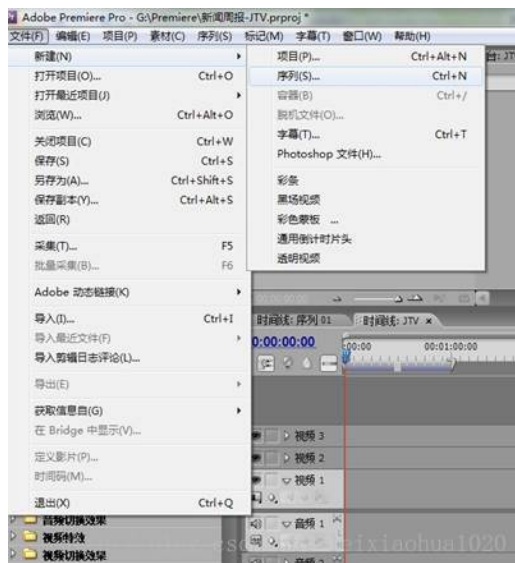 Adobe Premiere Pro - G:\Premiere\新闻周报-JTV.prproj *
文件(F) 编辑(E) 项目(P) 素材(C) 序列(S) 标记(M) 字幕(T) 窗口(W) 帮助(H)
新建(N)
打开项目(O)... Ctrl+O
打开最近项目(J)
浏览(W)... Ctrl+Alt+O
关闭项目(C) Ctrl+W
保存(S) Ctrl+S
另存为(A)... Ctrl+Shift+S
保存副本(Y)... Ctrl+Alt+S
返回(R)
采集(T)... F5
批量采集(B)... F6
Adobe 动态链接(K)
导入(I)... Ctrl+I
导入最近文件(F)
导入剪辑日志评论(L)...
导出(E)
获取信息自(G)
在 Bridge 中显示(V)...
定义影片(P)...
时间码(M)...
退出(X) Ctrl+Q
项目(P)... Ctrl+Alt+N
序列(S)... Ctrl+N
容器(B) Ctrl+/
脱机文件(O)...
字幕(T)... Ctrl+T
Photoshop 文件(H)...
彩条
黑场视频
彩色蒙板 ...
通用倒计时片头
透明视频
时间线: 序列 01 时间线: JTV ×
0:00:00:00 00:00 00:01:00:00
视频 3
视频 2
视频 1
音频 1
音频 2
音频切换效果
视频特效
视频切换效果